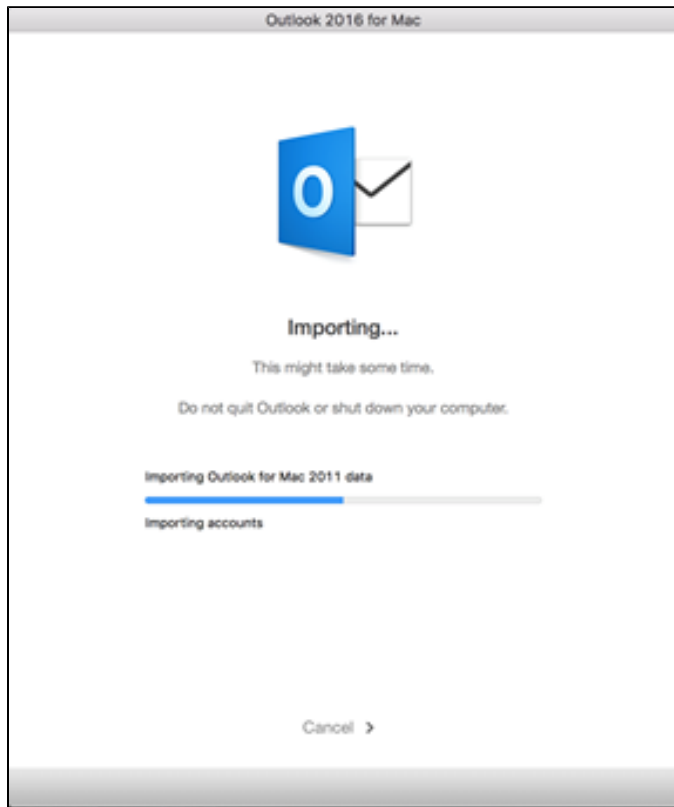 Outlook 2016 for Mac
O
Importing...
This might take some time.
Do not quit Outlook or shut down your computer.
Importing Outlook for Mac 2011 data
Importing accounts
Cancel >